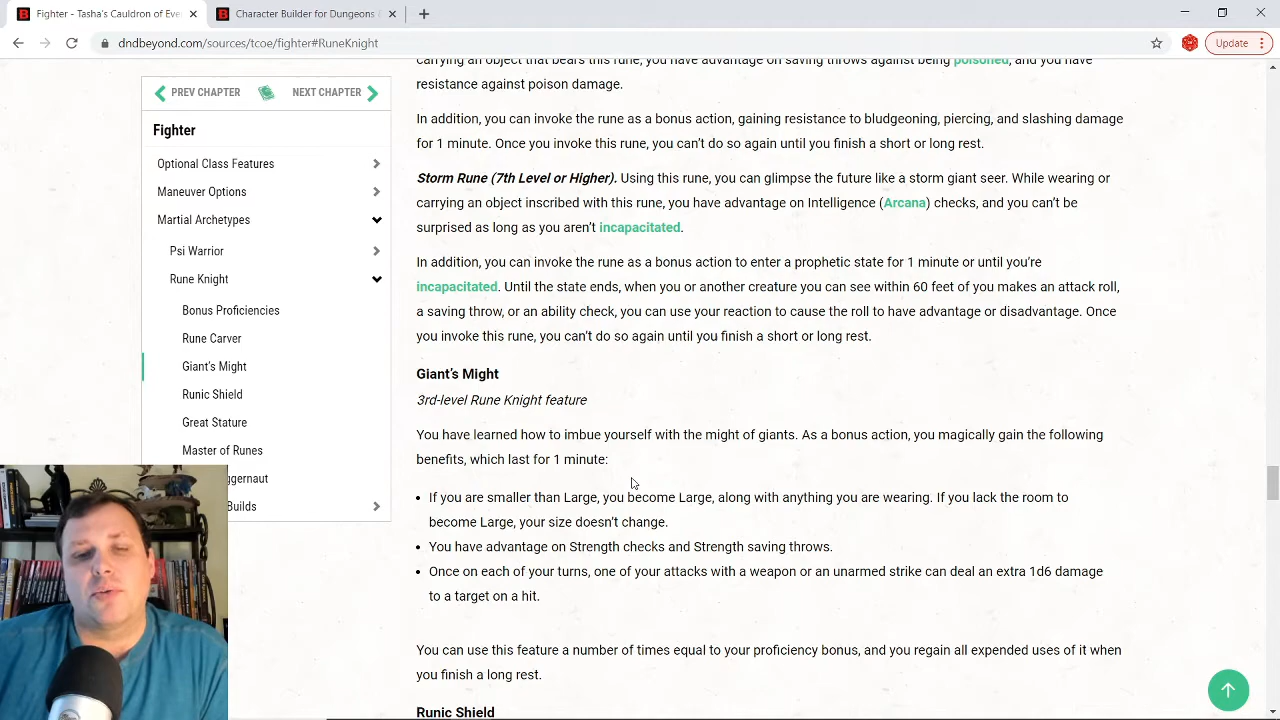 Fighter - Tasha's Cauldron of Eve
Character Builder for Dungeons &
dndbeyond.com/sources/tcoe/fighter#RuneKnight
Update
PREV CHAPTER
NEXT CHAPTER
Fighter
Optional Class Features
Maneuver Options
Martial Archetypes
Psi Warrior
Rune Knight
Bonus Proficiencies
Rune Carver
Giant's Might
Runic Shield
Great Stature
Master of Runes
ggernaut
Builds
carrying an object that bears this rune, you have advantage on saving throws against being poisoned, and you have
resistance against poison damage.
In addition, you can invoke the rune as a bonus action, gaining resistance to bludgeoning, piercing, and slashing damage
for 1 minute. Once you invoke this rune, you can't do so again until you finish a short or long rest.
Storm Rune (7th Level or Higher). Using this rune, you can glimpse the future like a storm giant seer. While wearing or
carrying an object inscribed with this rune, you have advantage on Intelligence (Arcana) checks, and you can't be
surprised as long as you aren't incapacitated.
In addition, you can invoke the rune as a bonus action to enter a prophetic state for 1 minute or until you're
incapacitated. Until the state ends, when you or another creature you can see within 60 feet of you makes an attack roll,
a saving throw, or an ability check, you can use your reaction to cause the roll to have advantage or disadvantage. Once
you invoke this rune, you can't do so again until you finish a short or long rest.
Giant's Might
3rd-level Rune Knight feature
You have learned how to imbue yourself with the might of giants. As a bonus action, you magically gain the following
benefits, which last for 1 minute:
• If you are smaller than Large, you become Large, along with anything you are wearing. If you lack the room to
become Large, your size doesn't change.
• You have advantage on Strength checks and Strength saving throws.
• Once on each of your turns, one of your attacks with a weapon or an unarmed strike can deal an extra 1d6 damage
to a target on a hit.
You can use this feature a number of times equal to your proficiency bonus, and you regain all expended uses of it when
you finish a long rest.
Runic Shield